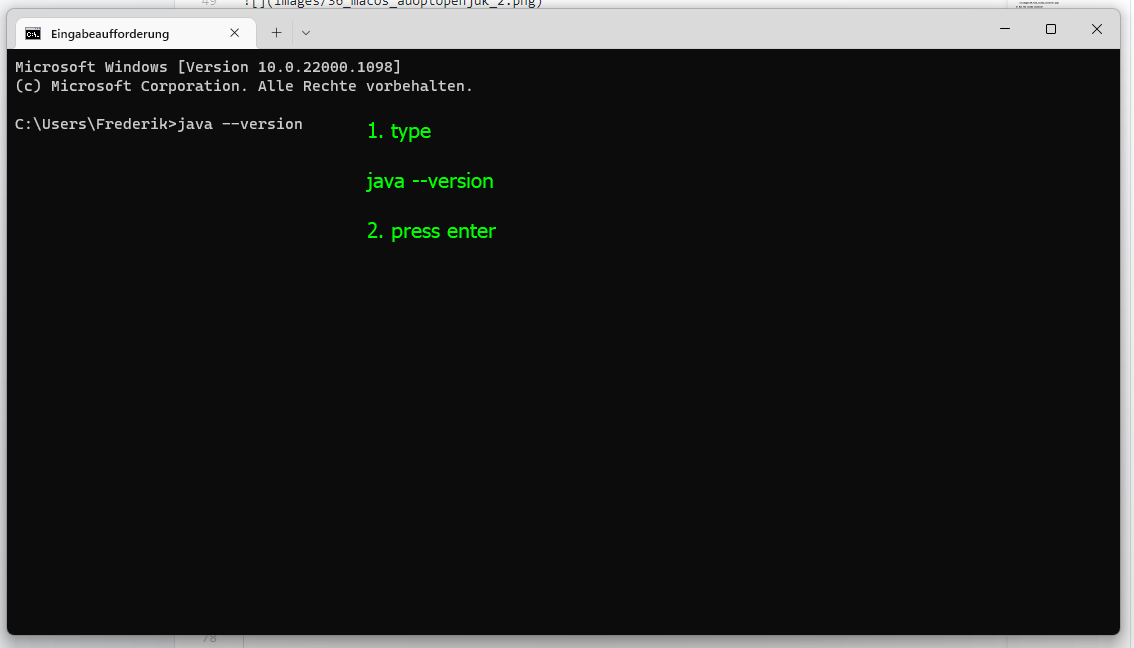 49 ![](images/36_macos_adoptopenjdk_2.png)
Eingabeaufforderung
Microsoft Windows [Version 10.0.22000.1098]
(c) Microsoft Corporation. Alle Rechte vorbehalten.
C:\Users\Frederik>java --version
1. type
java --version
2. press enter
78